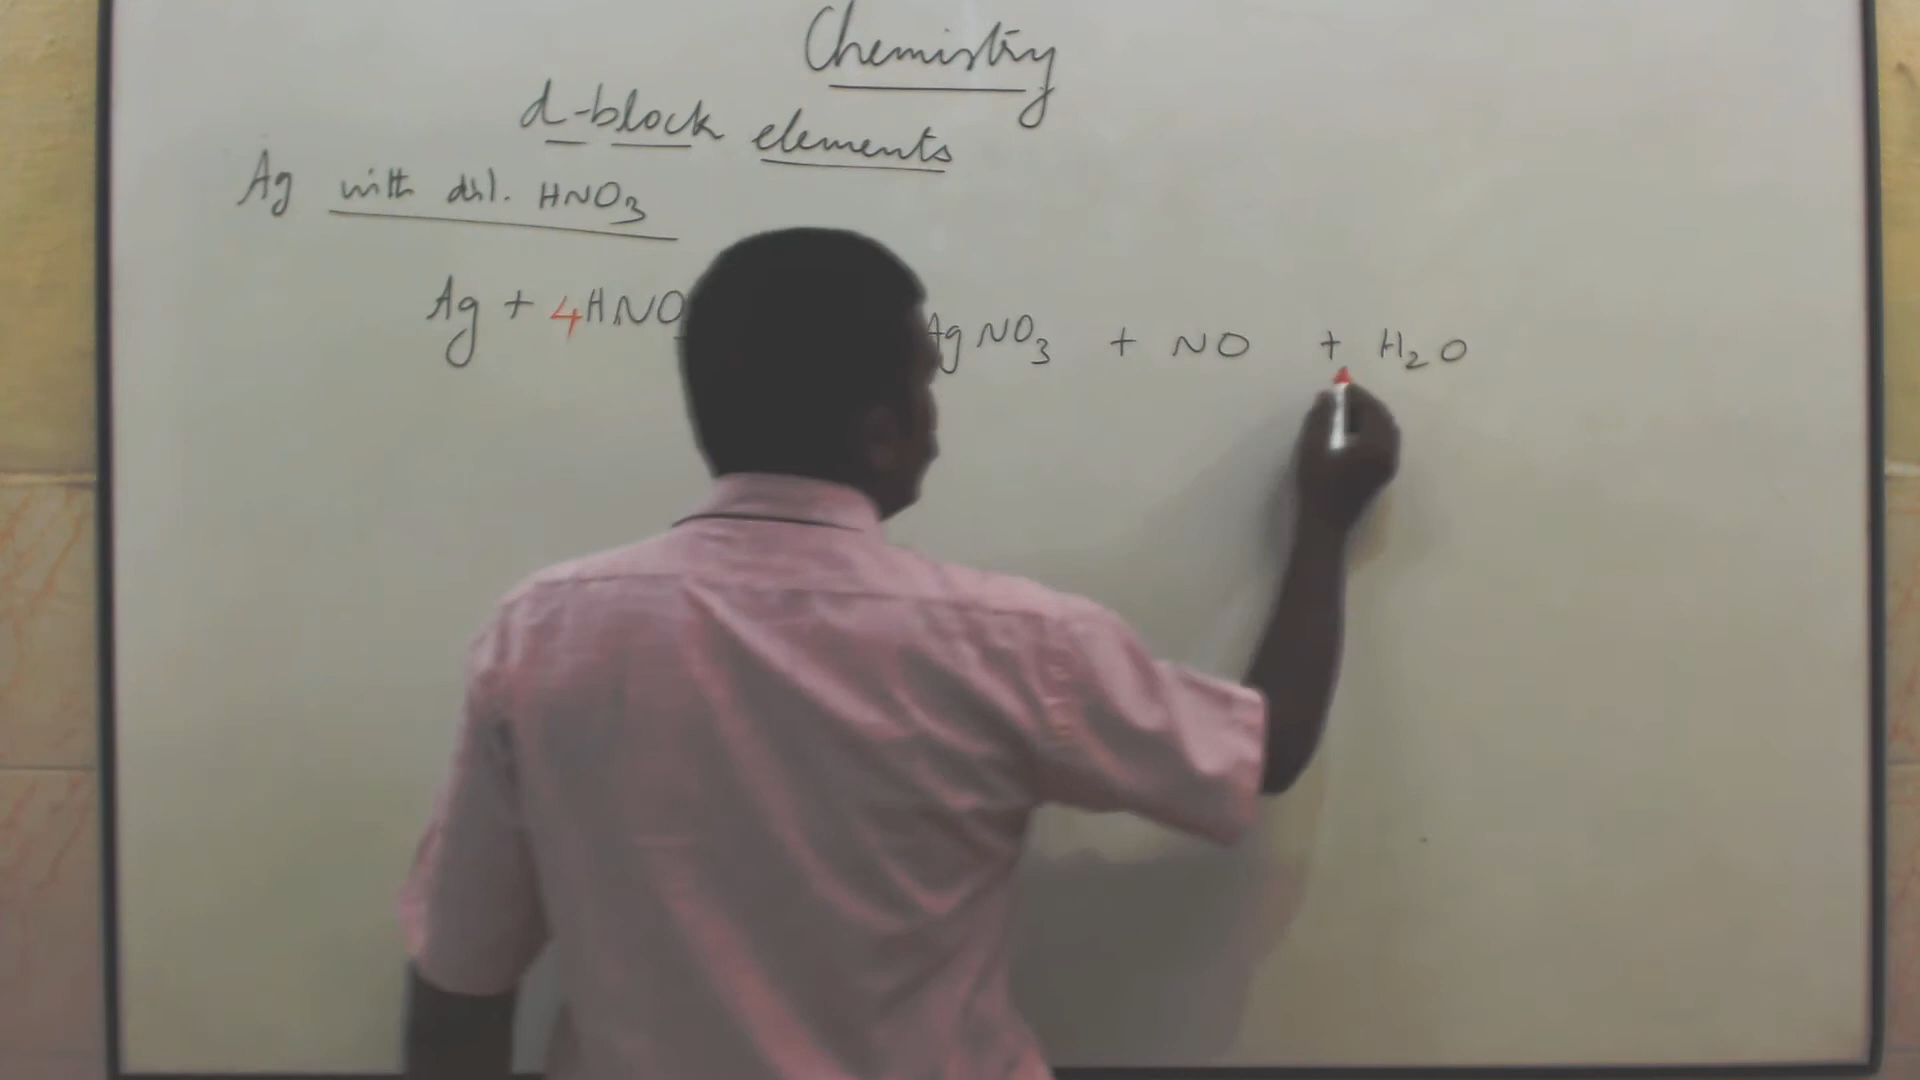 Chemistry
d-block elements
Ag with dil. HNO3
Ag + 4HNO AgNO3 + NO + H2O